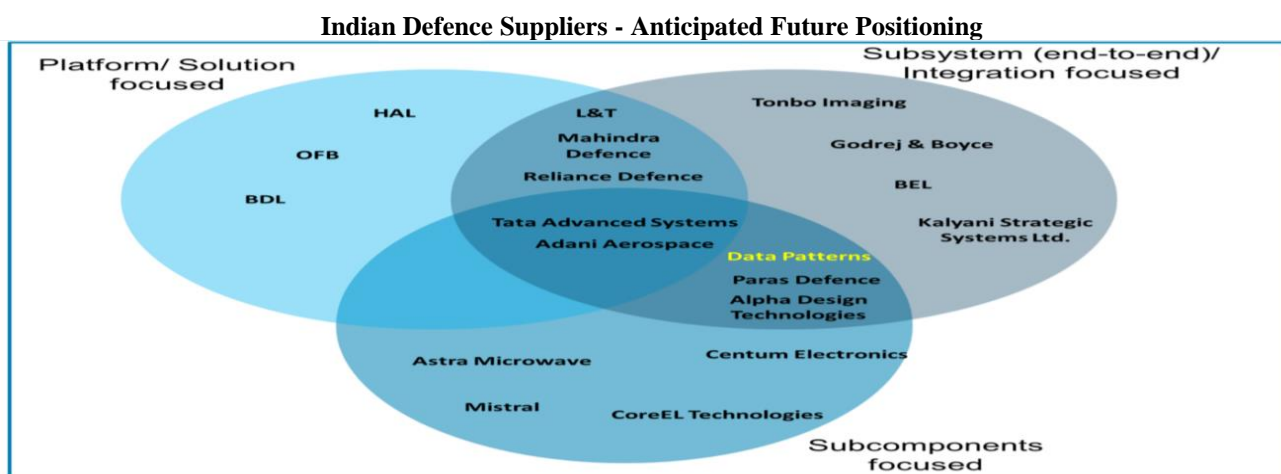 Indian Defence Suppliers - Anticipated Future Positioning
Platform/ Solution
focused
Subsystem (end-to-end)/
Integration focused
HAL
OFB
BDL
L&T
Mahindra
Defence
Reliance Defence
Tonbo Imaging
Godrej & Boyce
BEL
Kalyani Strategic
Systems Ltd.
Tata Advanced Systems
Adani Aerospace
Data Patterns
Paras Defence
Alpha Design
Technologies
Astra Microwave
Centum Electronics
Mistral
CoreEL Technologies
Subcomponents
focused